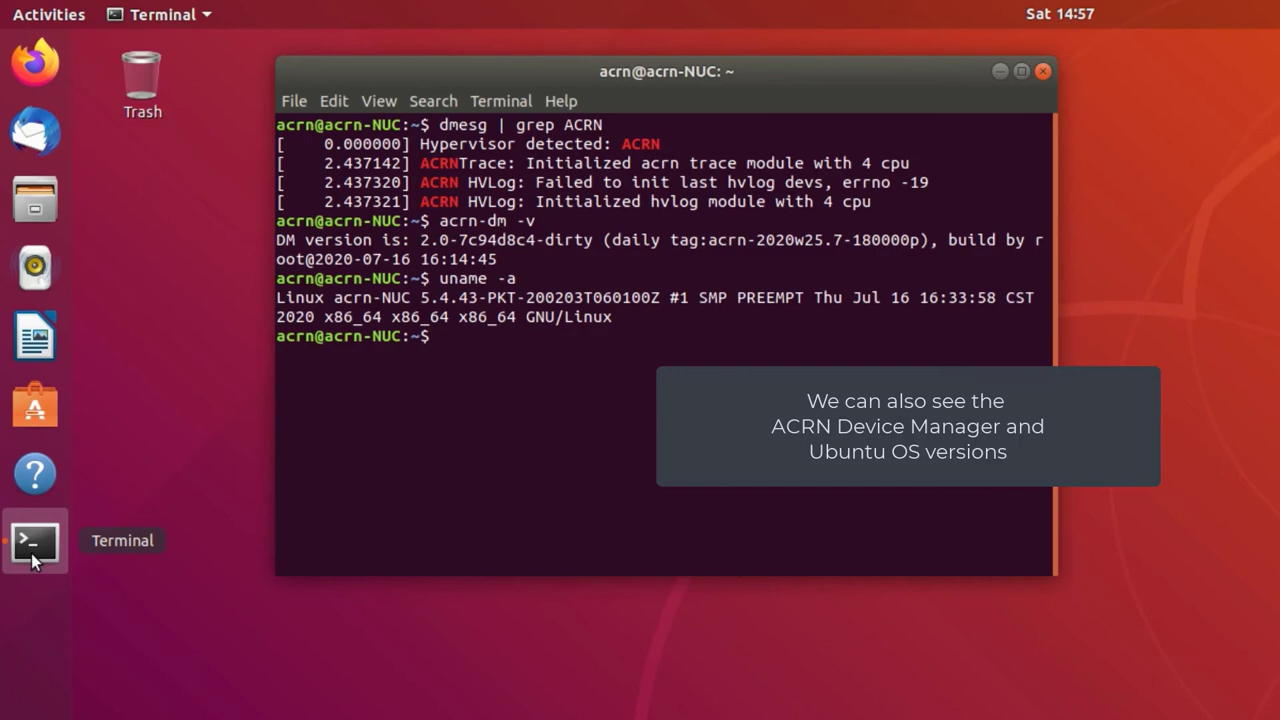 Activities Terminal Sat 14:57
Trash
acrn@acrn-NUC: ~
File Edit View Search Terminal Help
acrn@acrn-NUC:~$ dmesg | grep ACRN
[    0.000000] Hypervisor detected: ACRN
[    2.437142] ACRNTrace: Initialized acrn trace module with 4 cpu
[    2.437320] ACRN HVLog: Failed to init last hvlog devs, errno -19
[    2.437321] ACRN HVLog: Initialized hvlog module with 4 cpu
acrn@acrn-NUC:~$ acrn-dm -v
DM version is: 2.0-7c94d8c4-dirty (daily tag:acrn-2020w25.7-180000p), build by r
oot@2020-07-16 16:14:45
acrn@acrn-NUC:~$ uname -a
Linux acrn-NUC 5.4.43-PKT-200203T060100Z #1 SMP PREEMPT Thu Jul 16 16:33:58 CST
2020 x86_64 x86_64 x86_64 GNU/Linux
acrn@acrn-NUC:~$
We can also see the
ACRN Device Manager and
Ubuntu OS versions
Terminal